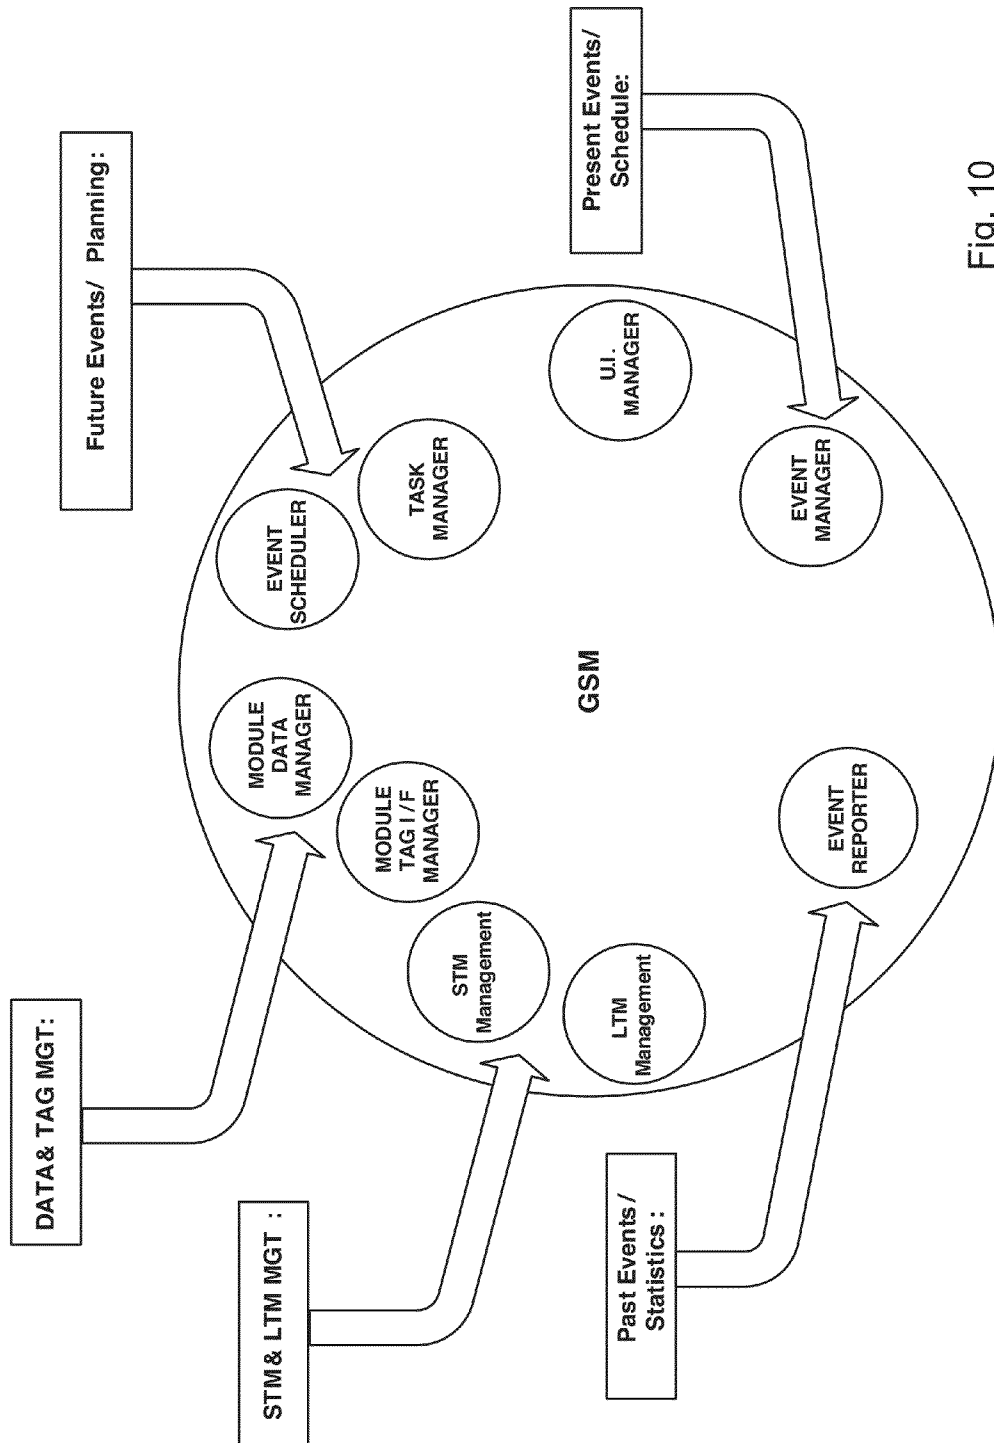 DATA& TAG MGT:
Future Events/ Planning:
STM& LTM MGT :
MODULE
DATA
MANAGER
EVENT
SCHEDULER
MODULE
TAG I/F
MANAGER
TASK
MANAGER
STM
Management
LTM
Management
GSM
U.I.
MANAGER
Present Events/
Schedule:
Past Events/
Statistics :
EVENT
REPORTER
EVENT
MANAGER
Fig. 10